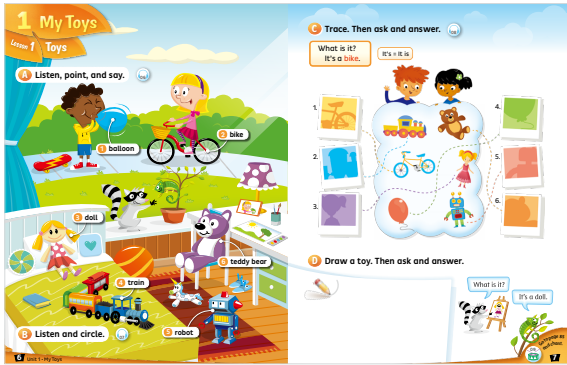 1 My Toys
Lesson 1 Toys
A Listen, point, and say.
1 balloon
2 bike
3 doll
4 train
5 robot
6 teddy bear
B Listen and circle.
6 Unit 1 • My Toys
C Trace. Then ask and answer.
What is it?
It's a bike.
It's = It is
1.
2.
3.
4.
5.
6.
D Draw a toy. Then ask and answer.
What is it?
It's a doll.
7